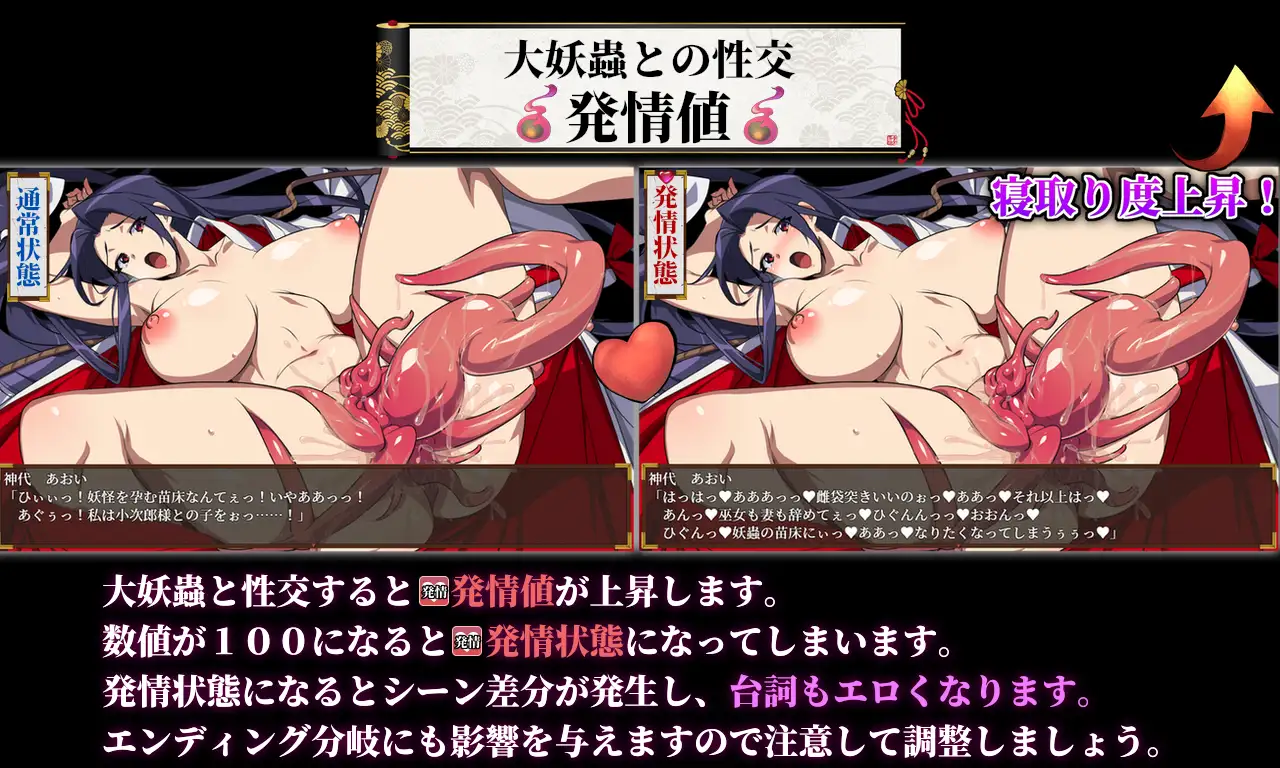 大妖蟲との性交
発情値
通常状態
発情状態
寝取り度上昇！
神代　あおい
「ひぃぃっ！妖怪を孕む苗床なんてぇっ！いやああっっ！
あぐぅっ！私は小次郎様との子をぉっ……！」
神代　あおい
「はっはっ♥あああっっ♥雌袋突きいいのぉっ♥ああっ♥それ以上はっ♥
あんっ♥巫女も妻も辞めてぇっ♥ひぐんんっっ♥おおんっ♥
ひぐんっ♥妖蟲の苗床にぃっ♥ああっ♥なりたくなってしまうぅぅっ♥」
大妖蟲と性交すると発情発情値が上昇します。
数値が１００になると発情発情状態になってしまいます。
発情状態になるとシーン差分が発生し、台詞もエロくなります。
エンディング分岐にも影響を与えますので注意して調整しましょう。